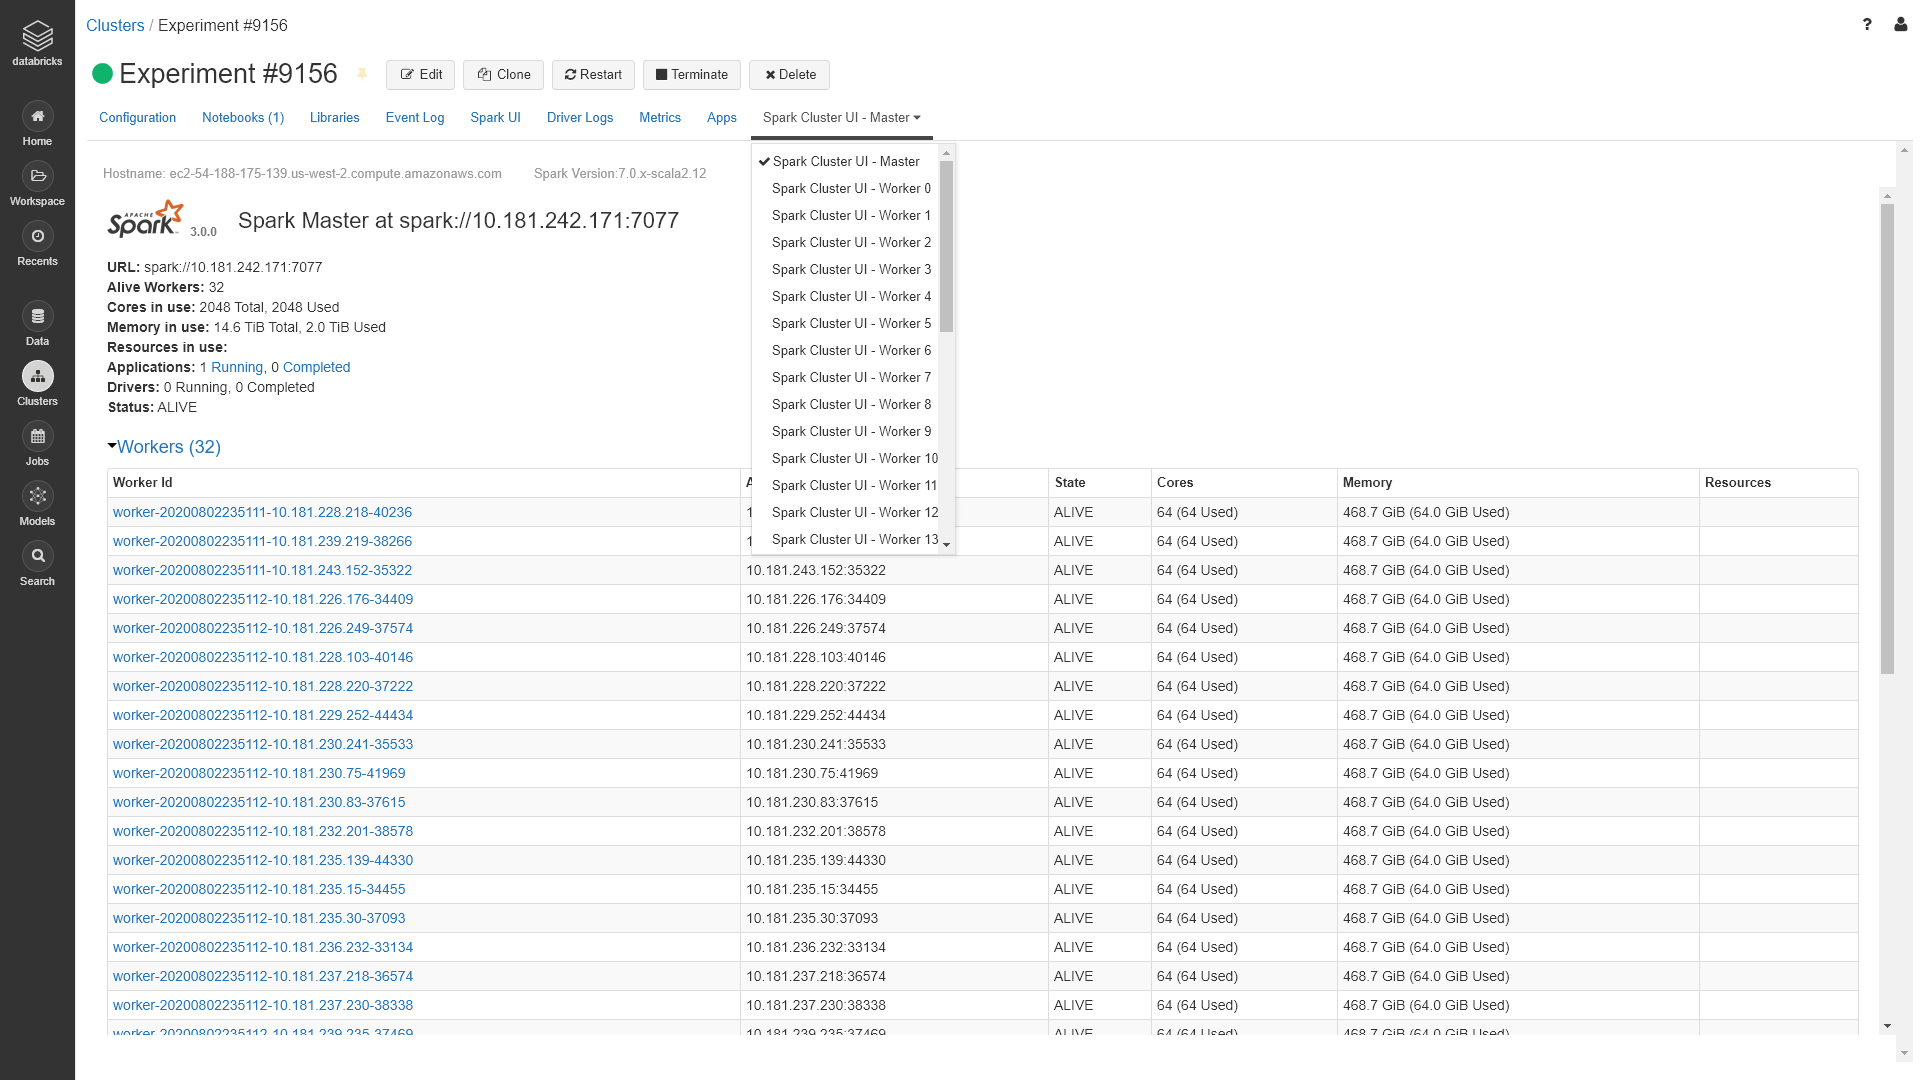 databricks
Home
Workspace
Recents
Data
Clusters
Jobs
Models
Search
Clusters / Experiment #9156
?
Experiment #9156
Edit
Clone
Restart
Terminate
Delete
Configuration
Notebooks (1)
Libraries
Event Log
Spark UI
Driver Logs
Metrics
Apps
Spark Cluster UI - Master
Spark Cluster UI - Master
Spark Cluster UI - Worker 0
Spark Cluster UI - Worker 1
Spark Cluster UI - Worker 2
Spark Cluster UI - Worker 3
Spark Cluster UI - Worker 4
Spark Cluster UI - Worker 5
Spark Cluster UI - Worker 6
Spark Cluster UI - Worker 7
Spark Cluster UI - Worker 8
Spark Cluster UI - Worker 9
Spark Cluster UI - Worker 10
Spark Cluster UI - Worker 11
Spark Cluster UI - Worker 12
Spark Cluster UI - Worker 13
Hostname: ec2-54-188-175-139.us-west-2.compute.amazonaws.com Spark Version:7.0.x-scala2.12
APACHE Spark 3.0.0 Spark Master at spark://10.181.242.171:7077
URL: spark://10.181.242.171:7077
Alive Workers: 32
Cores in use: 2048 Total, 2048 Used
Memory in use: 14.6 TiB Total, 2.0 TiB Used
Resources in use:
Applications: 1 Running, 0 Completed
Drivers: 0 Running, 0 Completed
Status: ALIVE
Workers (32)
Worker Id State Cores Memory Resources
worker-20200802235111-10.181.228.218-40236 ALIVE 64 (64 Used) 468.7 GiB (64.0 GiB Used)
worker-20200802235111-10.181.239.219-38266 ALIVE 64 (64 Used) 468.7 GiB (64.0 GiB Used)
worker-20200802235111-10.181.243.152-35322 10.181.243.152:35322 ALIVE 64 (64 Used) 468.7 GiB (64.0 GiB Used)
worker-20200802235112-10.181.226.176-34409 10.181.226.176:34409 ALIVE 64 (64 Used) 468.7 GiB (64.0 GiB Used)
worker-20200802235112-10.181.226.249-37574 10.181.226.249:37574 ALIVE 64 (64 Used) 468.7 GiB (64.0 GiB Used)
worker-20200802235112-10.181.228.103-40146 10.181.228.103:40146 ALIVE 64 (64 Used) 468.7 GiB (64.0 GiB Used)
worker-20200802235112-10.181.228.220-37222 10.181.228.220:37222 ALIVE 64 (64 Used) 468.7 GiB (64.0 GiB Used)
worker-20200802235112-10.181.229.252-44434 10.181.229.252:44434 ALIVE 64 (64 Used) 468.7 GiB (64.0 GiB Used)
worker-20200802235112-10.181.230.241-35533 10.181.230.241:35533 ALIVE 64 (64 Used) 468.7 GiB (64.0 GiB Used)
worker-20200802235112-10.181.230.75-41969 10.181.230.75:41969 ALIVE 64 (64 Used) 468.7 GiB (64.0 GiB Used)
worker-20200802235112-10.181.230.83-37615 10.181.230.83:37615 ALIVE 64 (64 Used) 468.7 GiB (64.0 GiB Used)
worker-20200802235112-10.181.232.201-38578 10.181.232.201:38578 ALIVE 64 (64 Used) 468.7 GiB (64.0 GiB Used)
worker-20200802235112-10.181.235.139-44330 10.181.235.139:44330 ALIVE 64 (64 Used) 468.7 GiB (64.0 GiB Used)
worker-20200802235112-10.181.235.15-34455 10.181.235.15:34455 ALIVE 64 (64 Used) 468.7 GiB (64.0 GiB Used)
worker-20200802235112-10.181.235.30-37093 10.181.235.30:37093 ALIVE 64 (64 Used) 468.7 GiB (64.0 GiB Used)
worker-20200802235112-10.181.236.232-33134 10.181.236.232:33134 ALIVE 64 (64 Used) 468.7 GiB (64.0 GiB Used)
worker-20200802235112-10.181.237.218-36574 10.181.237.218:36574 ALIVE 64 (64 Used) 468.7 GiB (64.0 GiB Used)
worker-20200802235112-10.181.237.230-38338 10.181.237.230:38338 ALIVE 64 (64 Used) 468.7 GiB (64.0 GiB Used)
worker-20200802235112-10.181.239.235-37469 10.181.239.235:37469 ALIVE 64 (64 Used) 468.7 GiB (64.0 GiB Used)